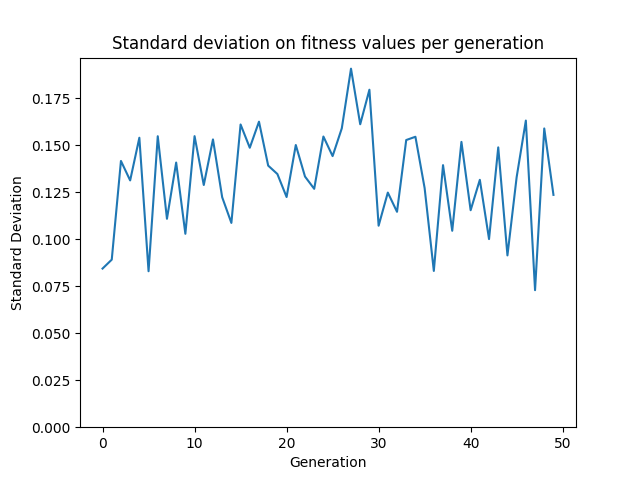 Standard deviation on fitness values per generation
Standard Deviation
0.175
0.150
0.125
0.100
0.075
0.050
0.025
0.000
0 10 20 30 40 50
Generation